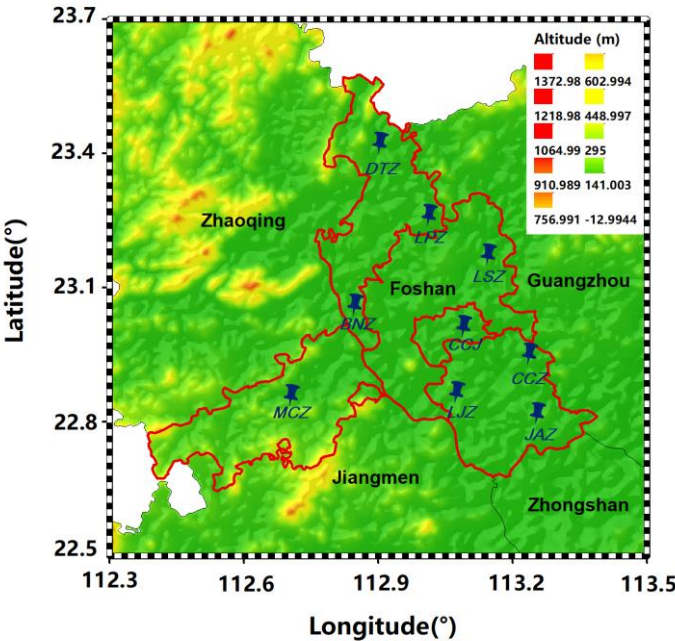 23.7
Altitude (m)
1372.98 602.994
1218.98 448.997
1064.99 295
910.989 141.003
756.991 -12.9944
23.4
DTZ
Zhaoqing
LPZ
LSZ
Guangzhou
23.1
Foshan
BNZ
CCJ
CCZ
MCZ
LJZ
JAZ
22.8
Jiangmen
Zhongshan
22.5
112.3 112.6 112.9 113.2 113.5
Latitude(°)
Longitude(°)